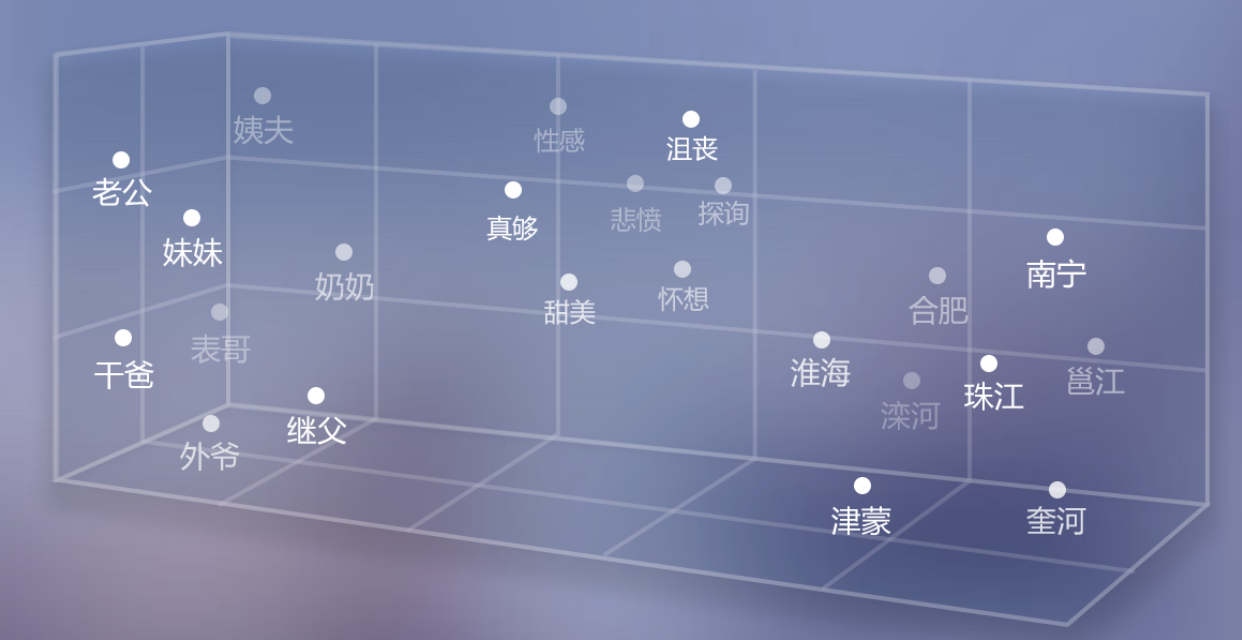 姨夫
性感
沮丧
老公
真够
悲愤
探询
妹妹
奶奶
甜美
怀想
南宁
合肥
表哥
干爸
淮海
珠江
邕江
滦河
继父
外爷
津蒙
奎河